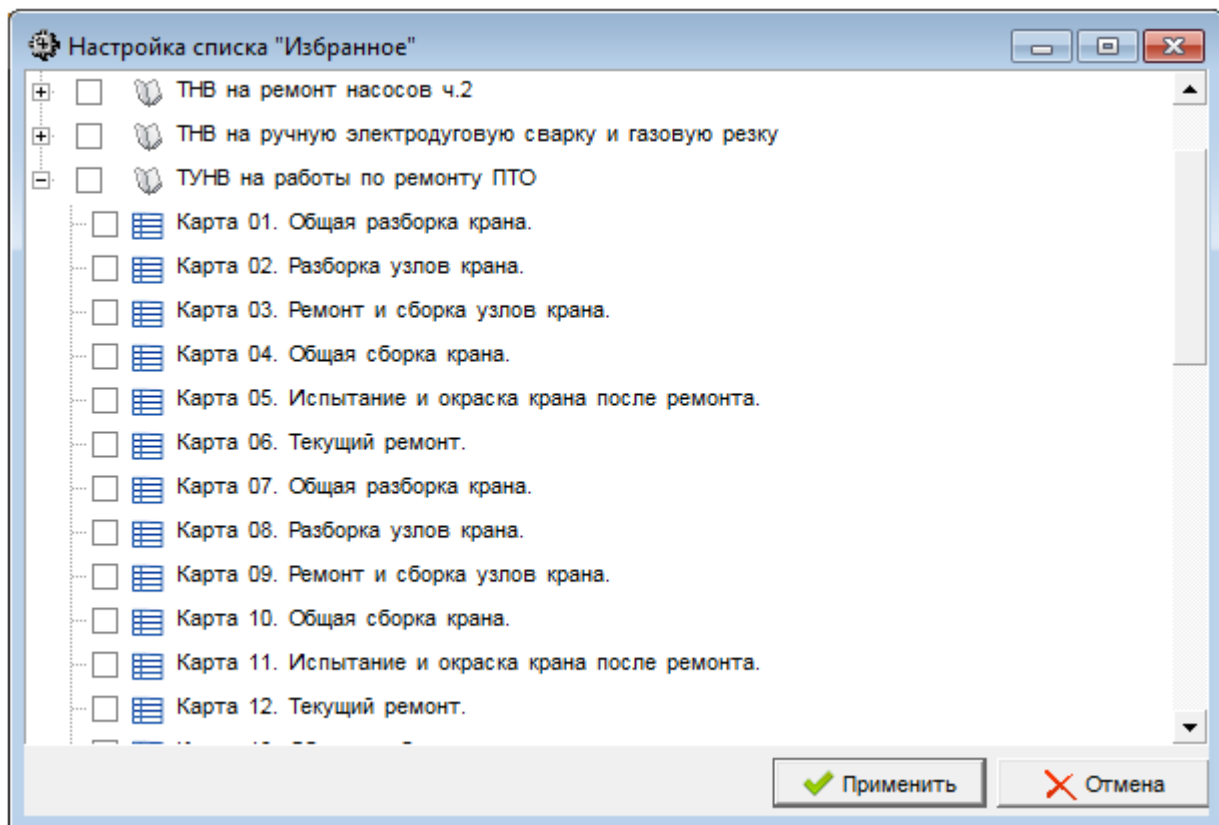 Настройка списка "Избранное"
ТНВ на ремонт насосов ч.2
ТНВ на ручную электродуговую сварку и газовую резку
ТУНВ на работы по ремонту ПТО
Карта 01. Общая разборка крана.
Карта 02. Разборка узлов крана.
Карта 03. Ремонт и сборка узлов крана.
Карта 04. Общая сборка крана.
Карта 05. Испытание и окраска крана после ремонта.
Карта 06. Текущий ремонт.
Карта 07. Общая разборка крана.
Карта 08. Разборка узлов крана.
Карта 09. Ремонт и сборка узлов крана.
Карта 10. Общая сборка крана.
Карта 11. Испытание и окраска крана после ремонта.
Карта 12. Текущий ремонт.
Применить
Отмена